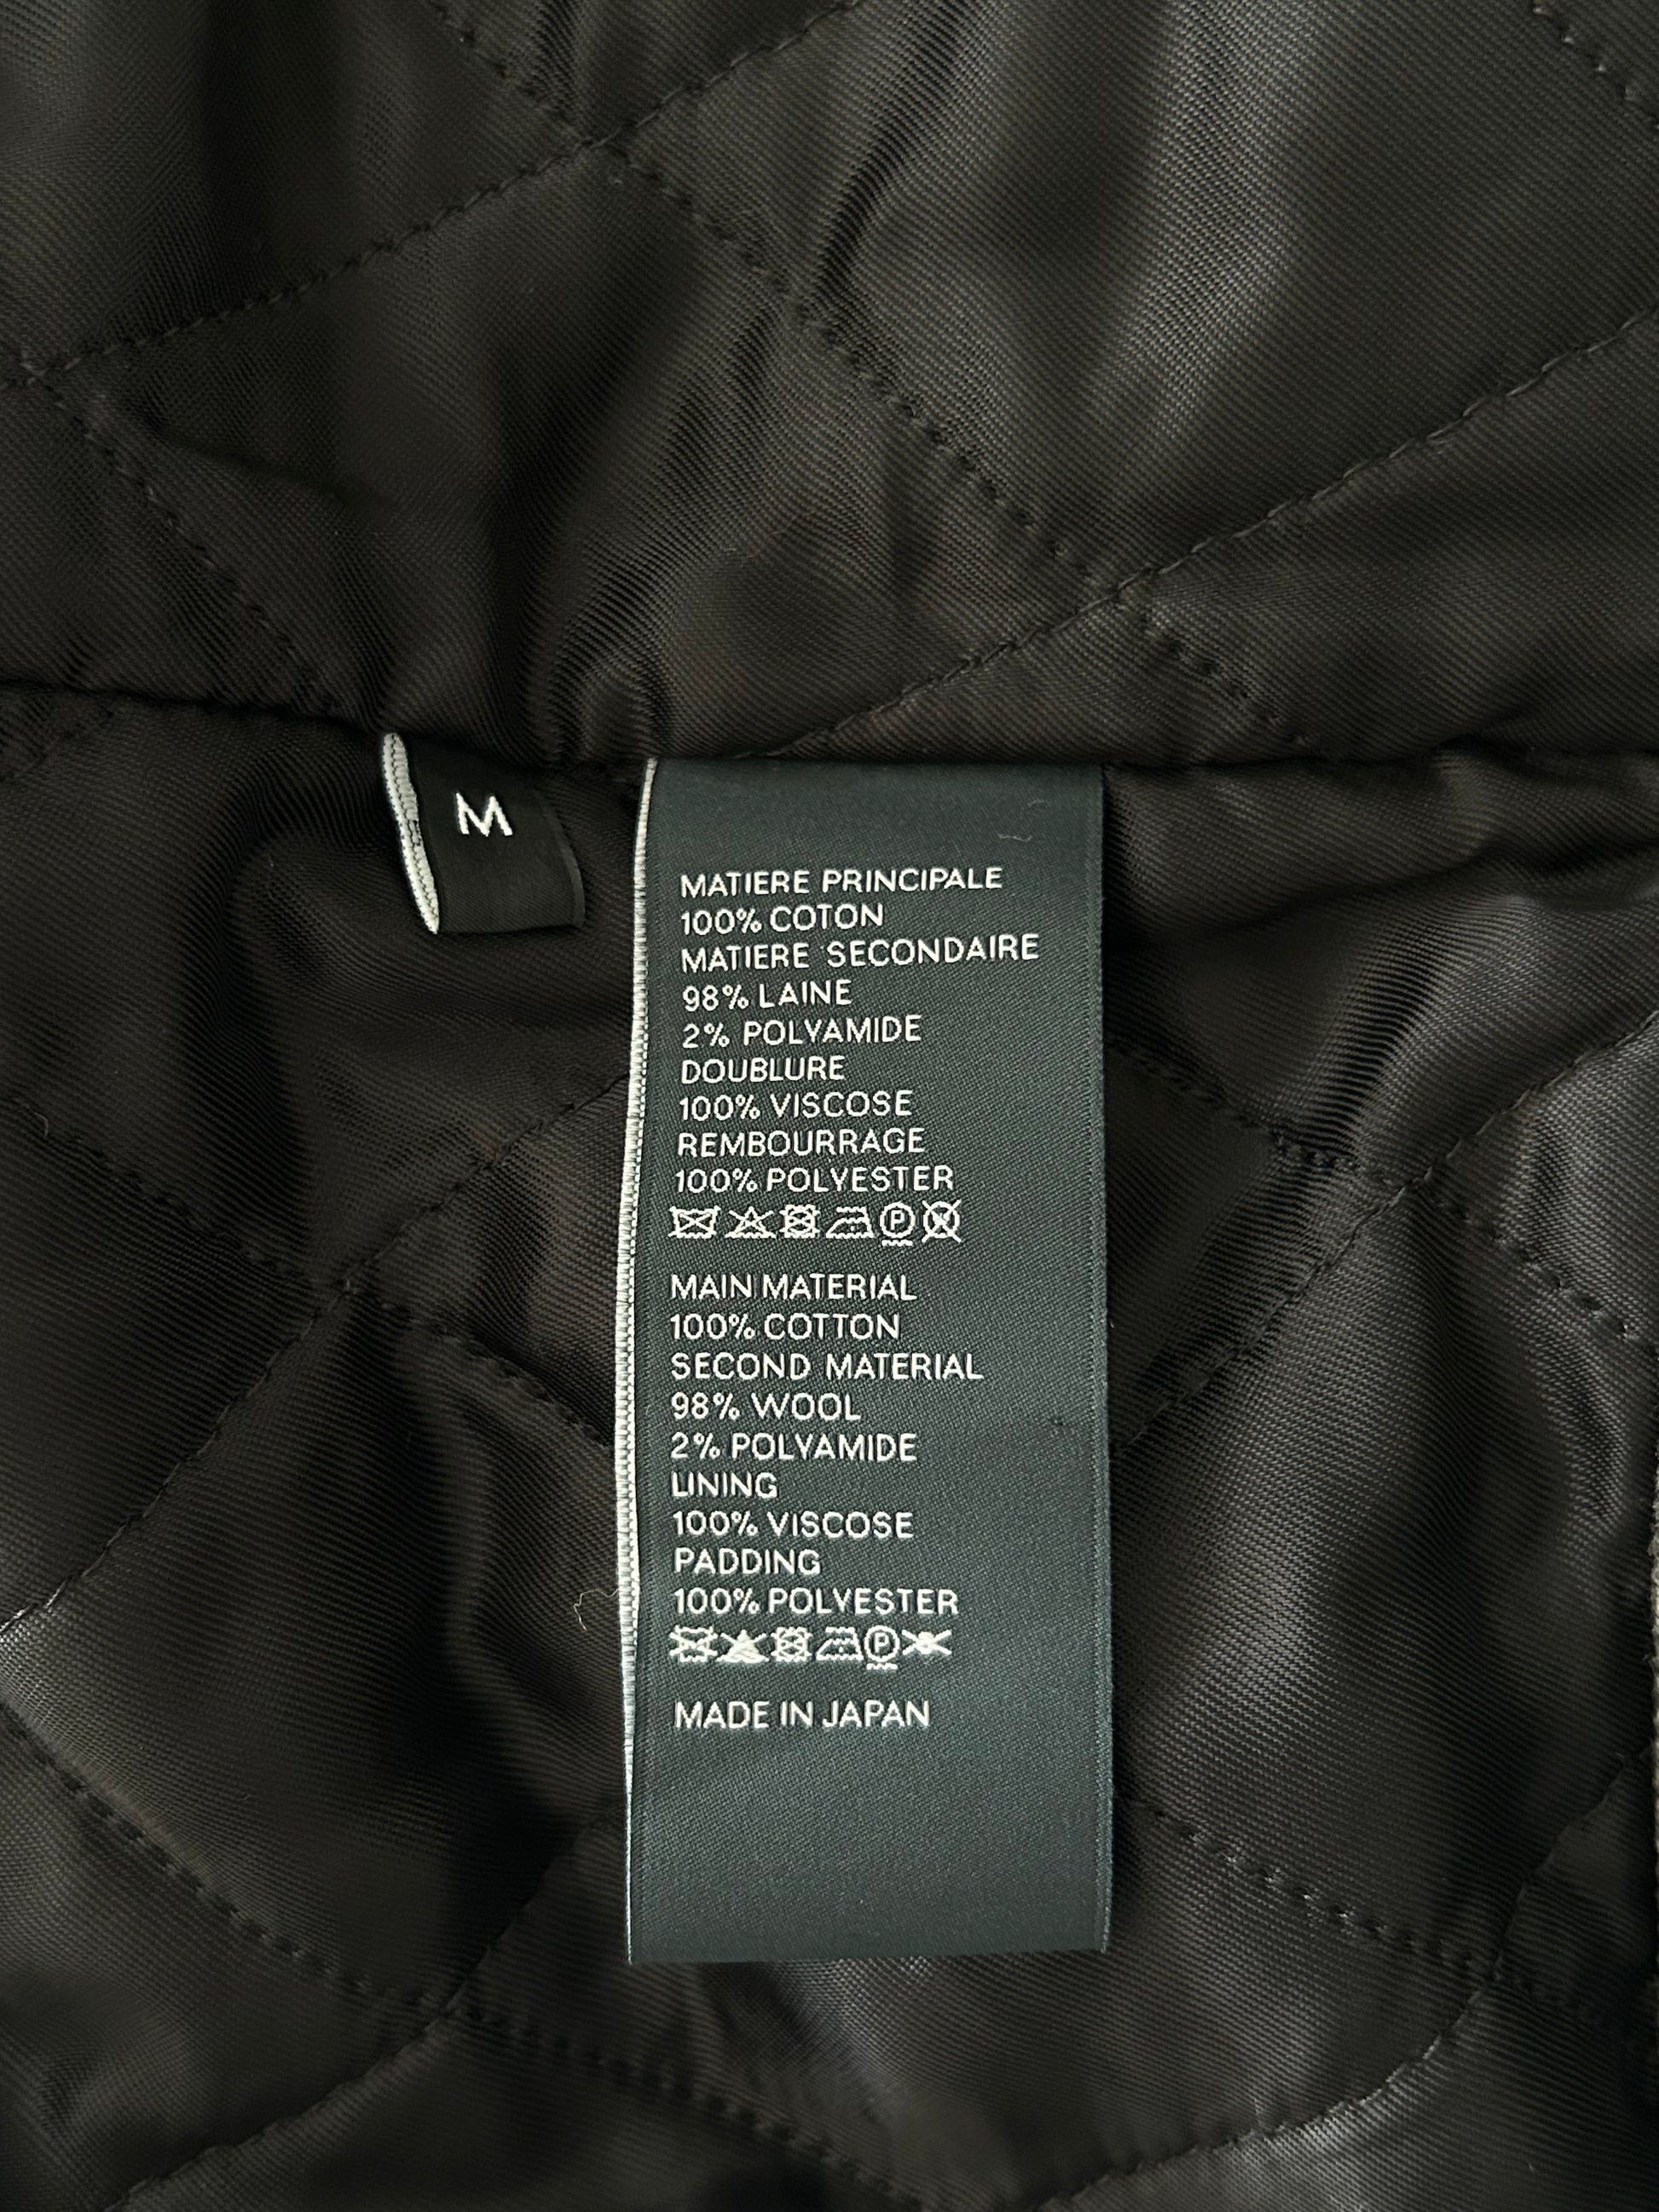 M
MATIERE PRINCIPALE
100% COTON
MATIERE SECONDAIRE
98% LAINE
2% POLYAMIDE
DOUBLURE
100% VISCOSE
REMBOURRAGE
100% POLYESTER
P
MAIN MATERIAL
100% COTTON
SECOND MATERIAL
98% WOOL
2% POLYAMIDE
LINING
100% VISCOSE
PADDING
100% POLYESTER
P
MADE IN JAPAN